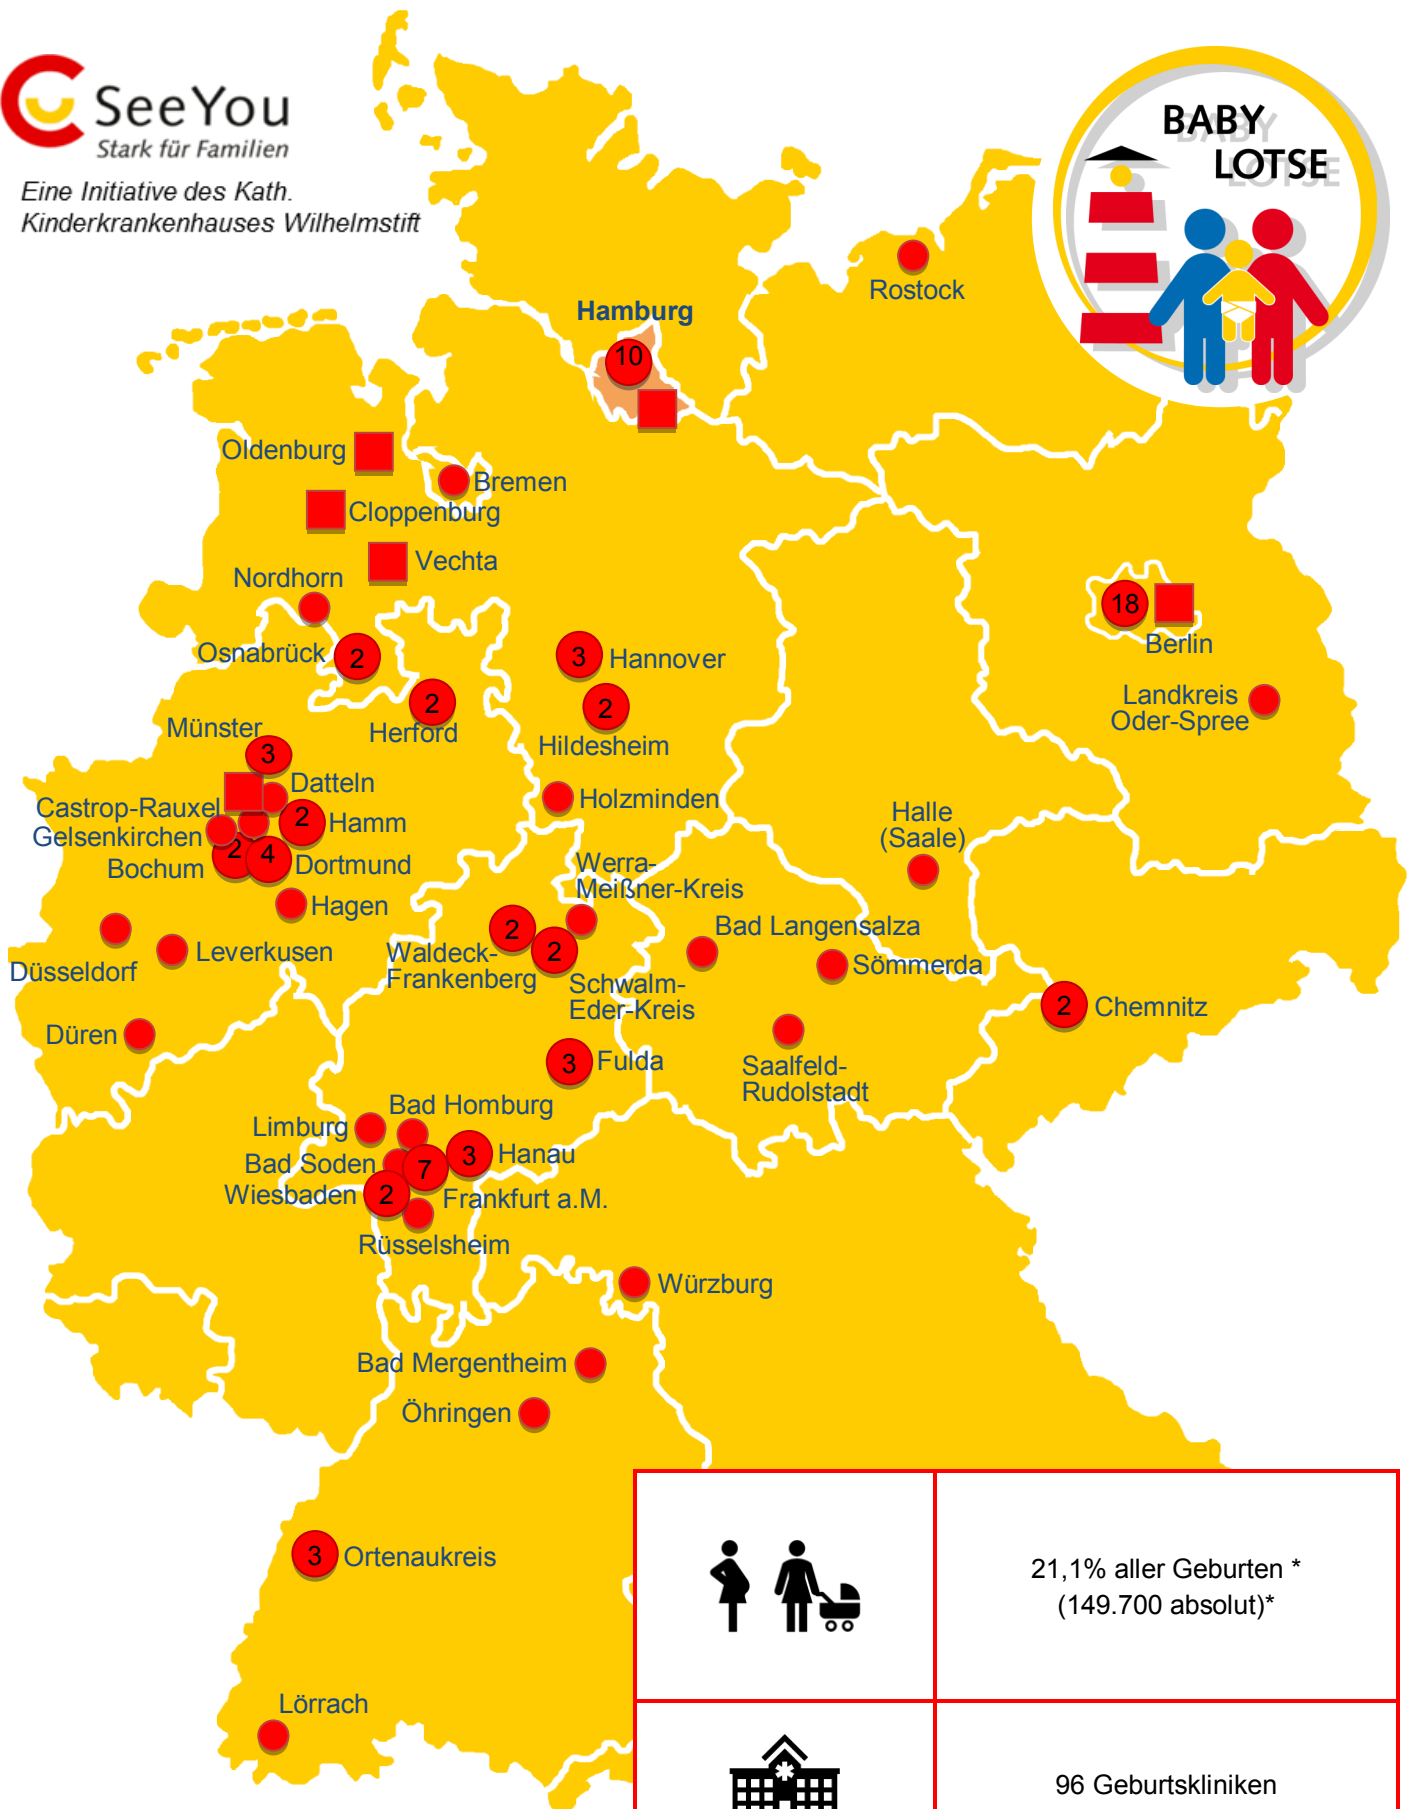 SeeYou
Stark für Familien
Eine Initiative des Kath.
Kinderkrankenhauses Wilhelmstift
BABY
LOTSE
Rostock
Hamburg
10
Oldenburg
Bremen
Cloppenburg
Vechta
Nordhorn
18
Berlin
Osnabrück
2
3
Hannover
Landkreis
Oder-Spree
2
Herford
2
Hildesheim
Münster
3
Datteln
Holzminden
Castrop-Rauxel
Gelsenkirchen
2
Hamm
Halle
(Saale)
Bochum
2
4
Dortmund
Werra-
Meißner-Kreis
Hagen
Bad Langensalza
2
Waldeck-
Frankenberg
2
Schwalm-
Eder-Kreis
Leverkusen
Düsseldorf
Sömmerda
2
Chemnitz
Düren
3
Fulda
Saalfeld-
Rudolstadt
Bad Homburg
Limburg
3
Hanau
Bad Soden
7
Wiesbaden
2
Frankfurt a.M.
Rüsselsheim
Würzburg
Bad Mergentheim
Öhringen
3
Ortenaukreis
21,1% aller Geburten *
(149.700 absolut)*
Lörrach
96 Geburtskliniken